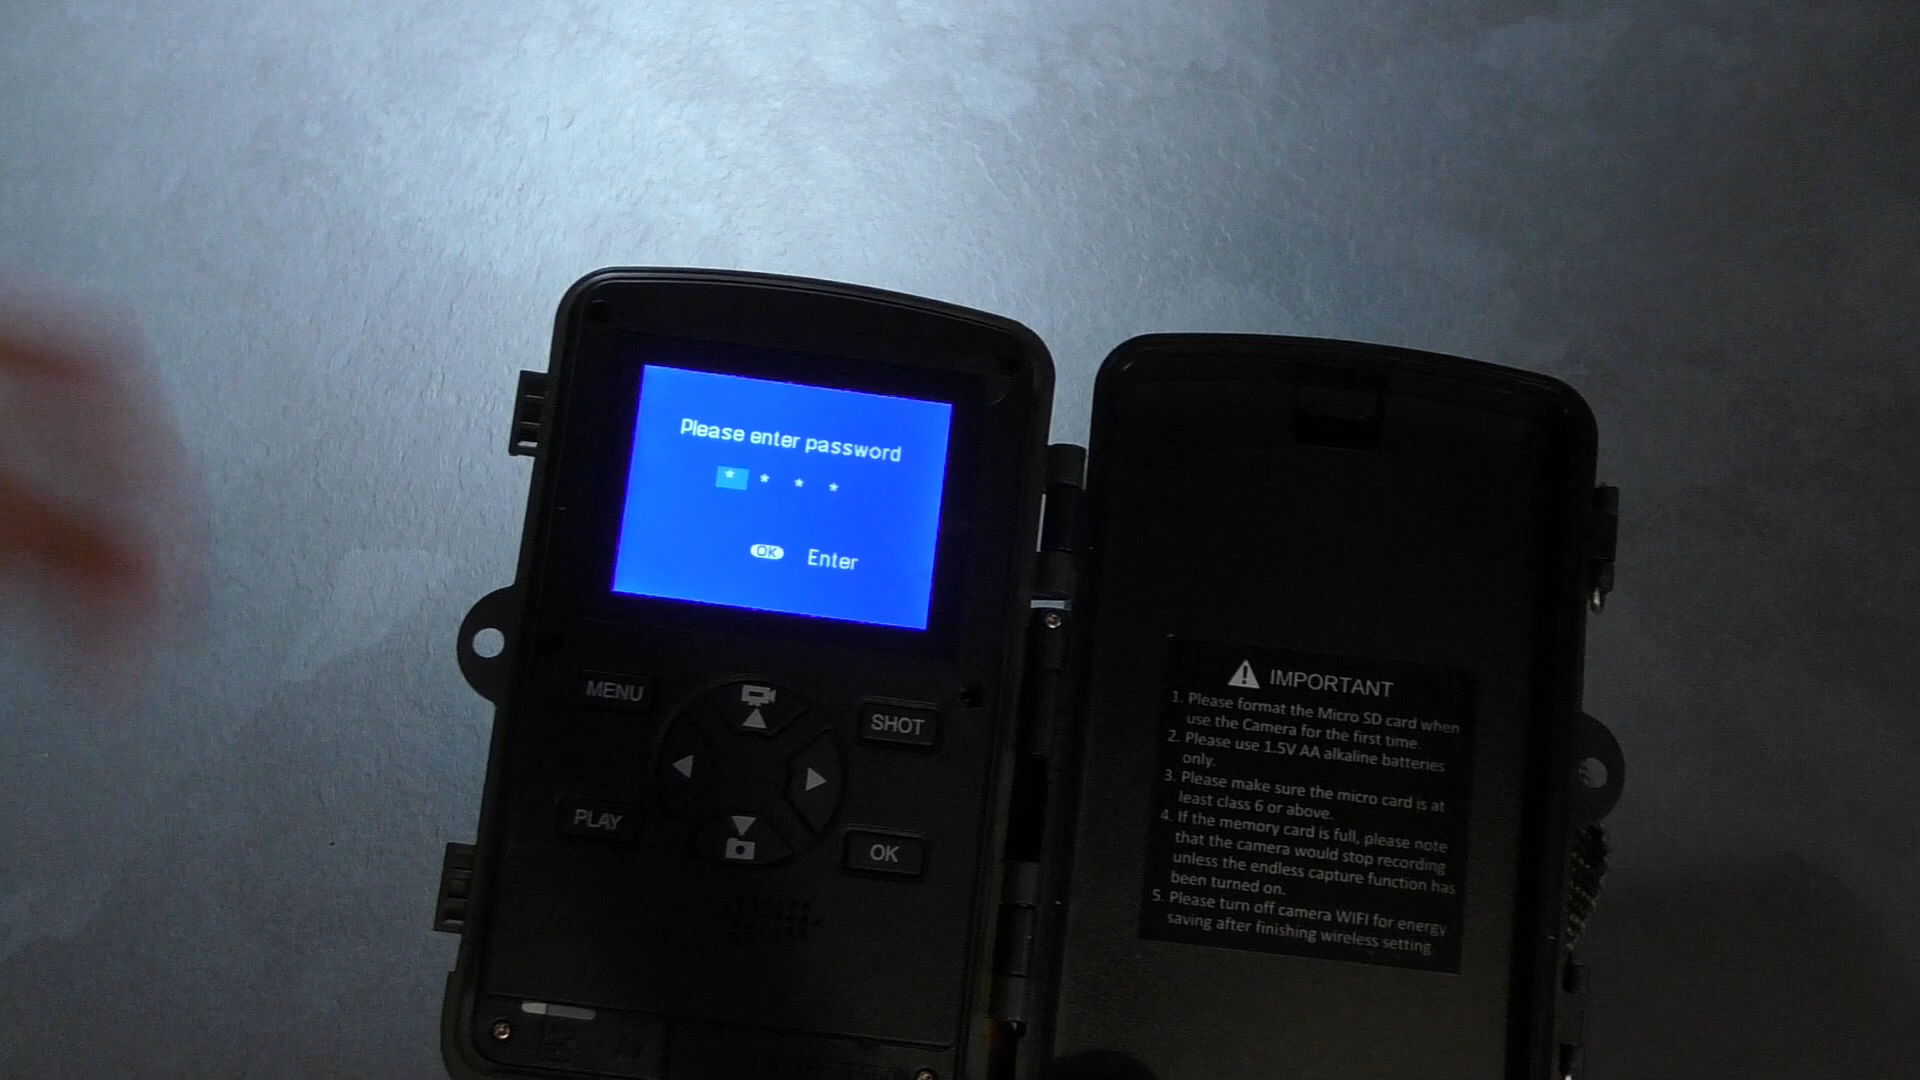 Please enter password
* * * *
OK Enter
MENU
SHOT
PLAY
OK
IMPORTANT
1. Please format the Micro SD card when
use the Camera for the first time.
2. Please use 1.5V AA alkaline batteries
only.
3. Please make sure the micro card is at
least class 6 or above.
4. If the memory card is full, please note
that the camera would stop recording
unless the endless capture function has
been turned on.
5. Please turn off camera WIFI for energy
saving after finishing wireless setting.